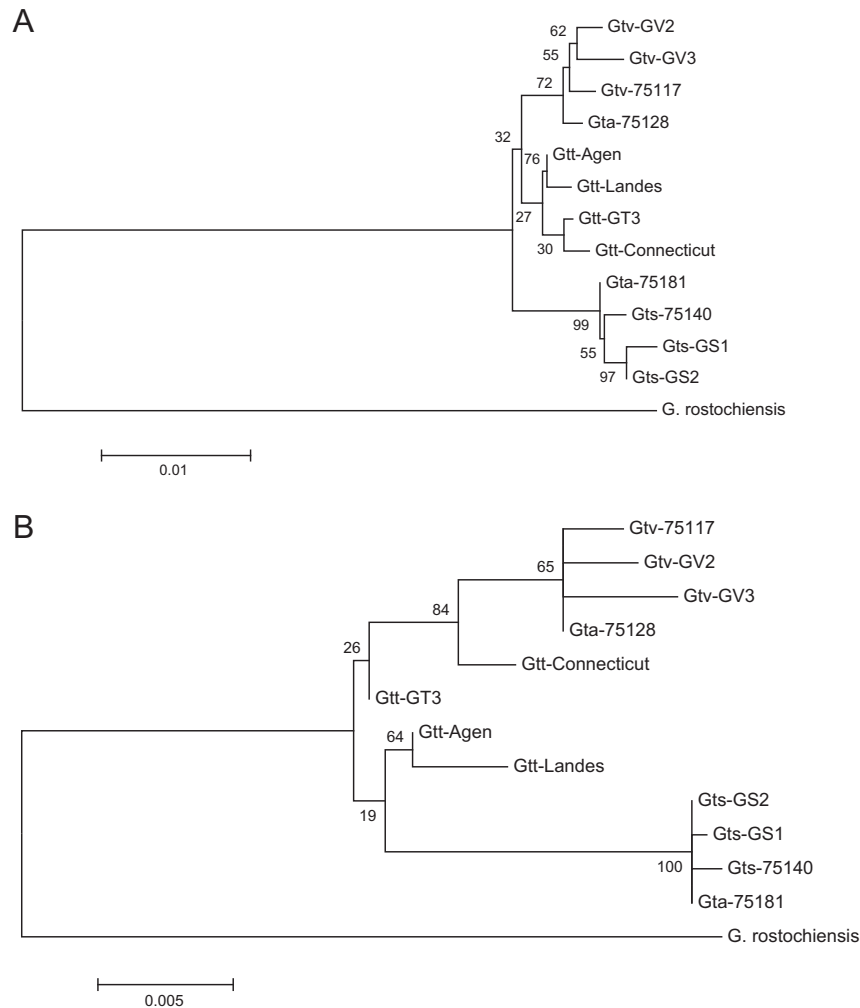 A
62
Gtv-GV2
55
Gtv-GV3
72
Gtv-75117
Gta-75128
32
76
Gtt-Agen
Gtt-Landes
27
Gtt-GT3
30
Gtt-Connecticut
Gta-75181
99
Gts-75140
55
Gts-GS1
97
Gts-GS2
G. rostochiensis
0.01
B
Gtv-75117
65
Gtv-GV2
Gtv-GV3
84
Gta-75128
26
Gtt-Connecticut
Gtt-GT3
64
Gtt-Agen
Gtt-Landes
19
Gts-GS2
Gts-GS1
100
Gts-75140
Gta-75181
G. rostochiensis
0.005